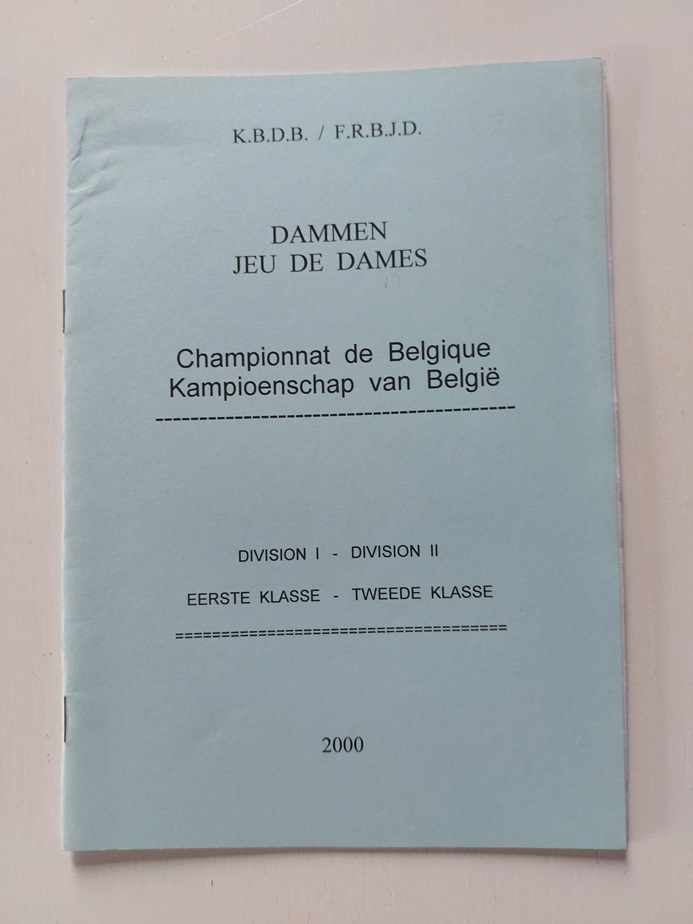 K.B.D.B. / F.R.B.J.D.
DAMMEN
JEU DE DAMES
Championnat de Belgique
Kampioenschap van België
-----------------------------------------
DIVISION I - DIVISION II
EERSTE KLASSE - TWEEDE KLASSE
====================================
2000